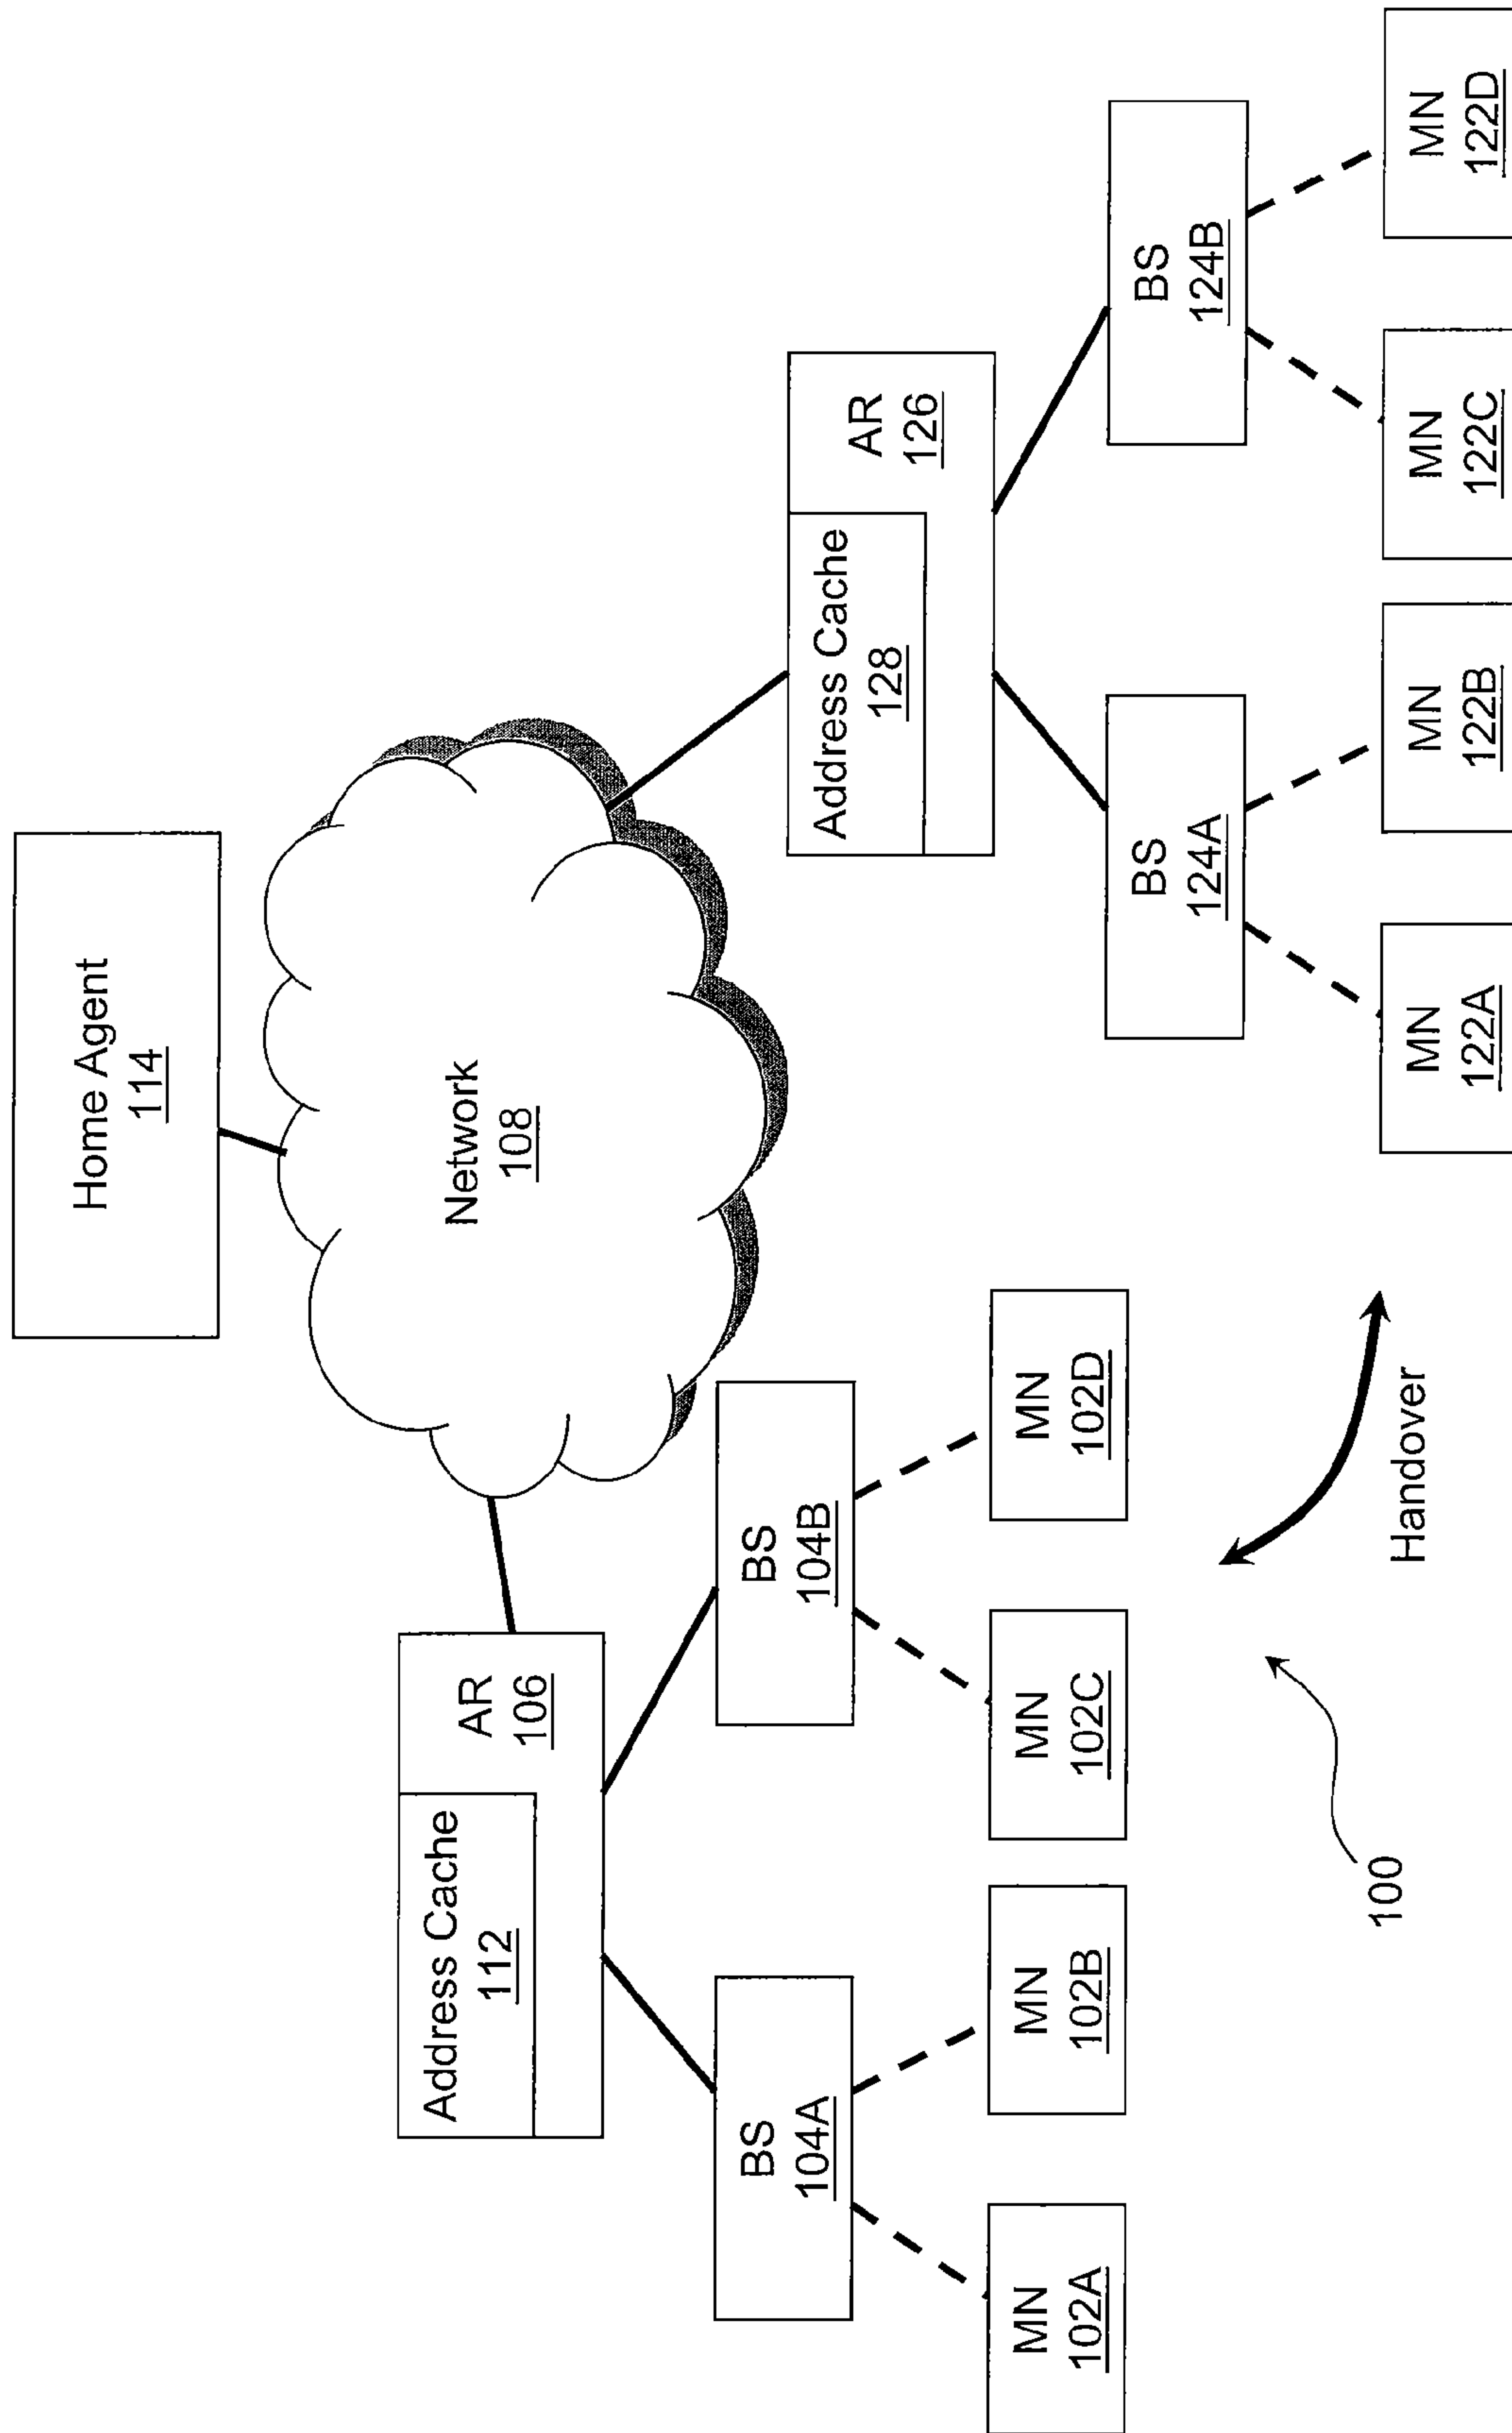 Home Agent
114
Network
108
AR
106
Address Cache
112
AR
126
Address Cache
128
BS
104A
BS
104B
BS
124A
BS
124B
MN
102A
MN
102B
MN
102C
MN
102D
MN
122A
MN
122B
MN
122C
MN
122D
Handover
100